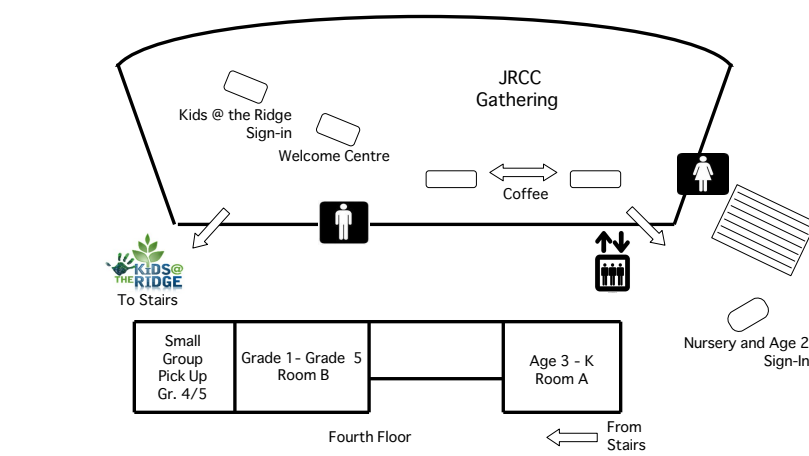 JRCC
Gathering
Kids @ the Ridge
Sign-in
Welcome Centre
Coffee
KiDS@
THE RIDGE
To Stairs
Nursery and Age 2
Sign-In
Small
Group
Pick Up
Gr. 4/5
Grade 1- Grade 5
Room B
Age 3 - K
Room A
Fourth Floor
From
Stairs